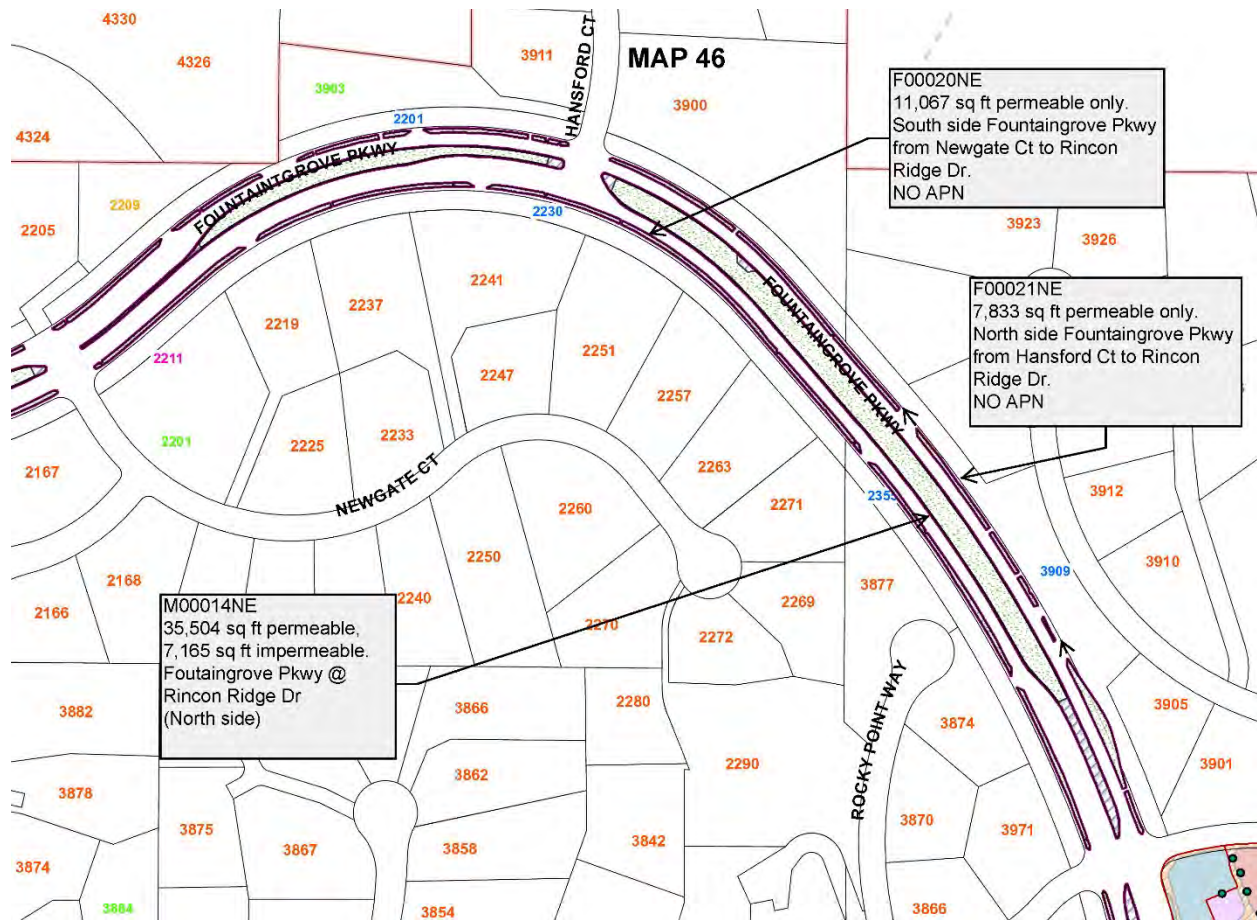 4330
4326
3911
HANSFORD CT
MAP 46
3903
3900
F00020NE
11,067 sq ft permeable only.
South side Fountaingrove Pkwy
from Newgate Ct to Rincon
Ridge Dr.
NO APN
4324
2201
FOUNTAINTGROVE PKWY
2209
2205
2230
3923
3926
2241
2237
2219
2251
2211
2247
2257
FOUNTAINGROVE PKWY
F00021NE
7,833 sq ft permeable only.
North side Fountaingrove Pkwy
from Hansford Ct to Rincon
Ridge Dr.
NO APN
2201
2225
2233
2167
NEWGATE CT
2263
2271
2355
2260
2250
3912
3910
3909
2168
2166
2240
2270
2269
2272
3877
M00014NE
35,504 sq ft permeable,
7,165 sq ft impermeable.
Foutaingrove Pkwy @
Rincon Ridge Dr
(North side)
3882
3866
2280
3874
3905
ROCKY POINT WAY
3878
3862
2290
3901
3875
3867
3858
3842
3870
3971
3874
3884
3854
3866